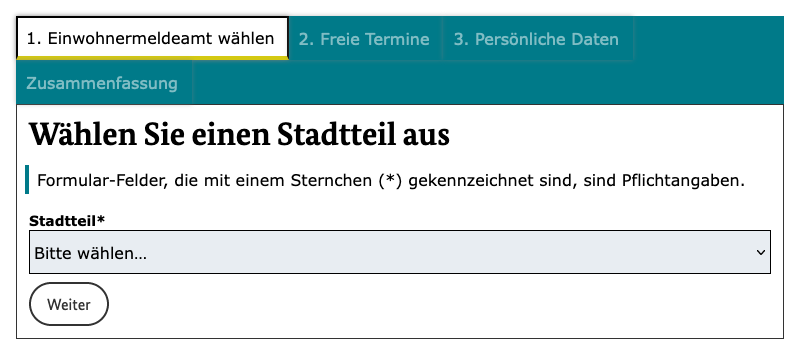 1. Einwohnermeldeamt wählen 2. Freie Termine 3. Persönliche Daten
Zusammenfassung
Wählen Sie einen Stadtteil aus
Formular-Felder, die mit einem Sternchen (*) gekennzeichnet sind, sind Pflichtangaben.
Stadtteil*
Bitte wählen...
Weiter